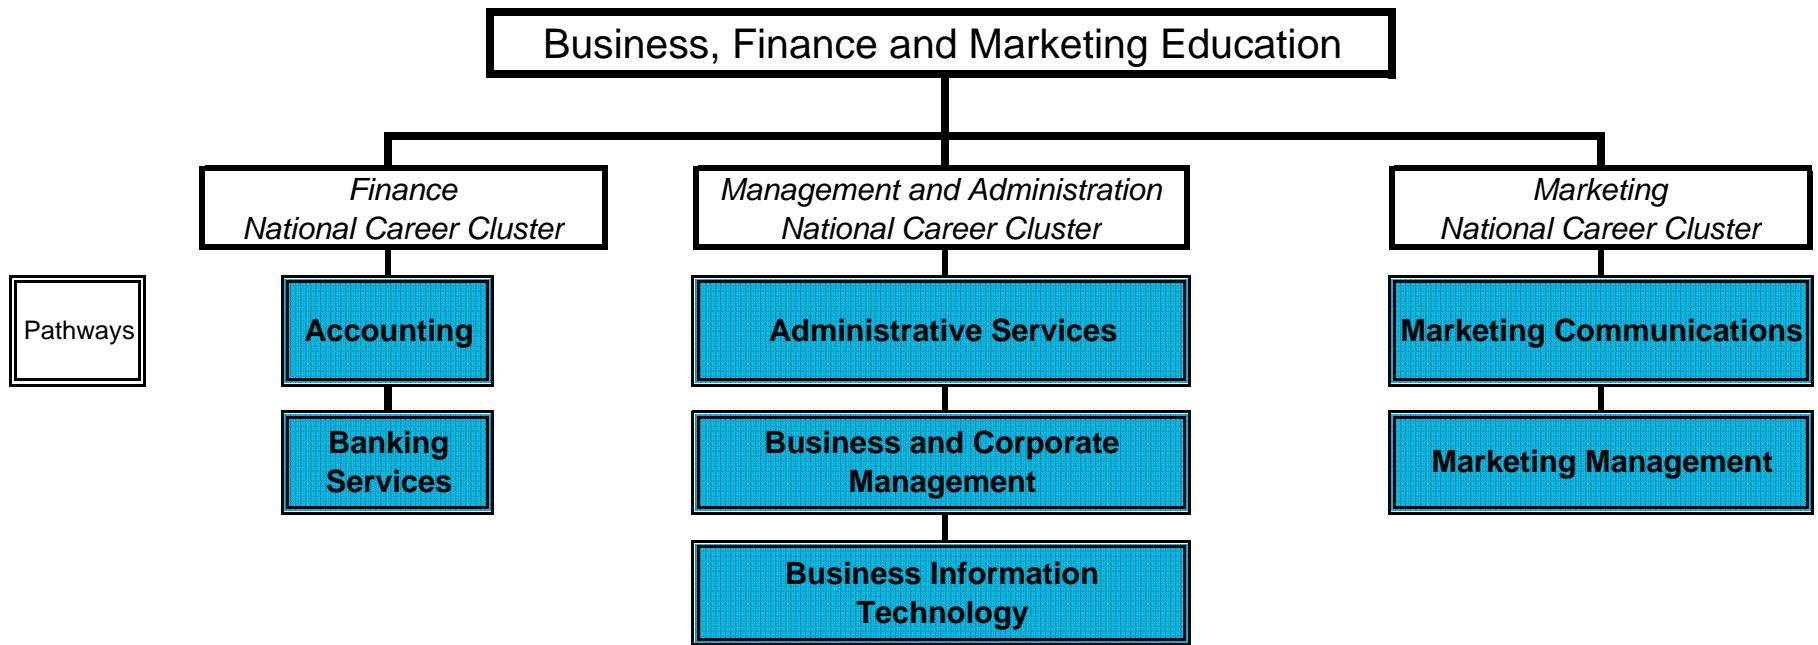 Business, Finance and Marketing Education
Finance
National Career Cluster
Management and Administration
National Career Cluster
Marketing
National Career Cluster
Pathways
Accounting
Administrative Services
Marketing Communications
Banking
Services
Business and Corporate
Management
Marketing Management
Business Information
Technology